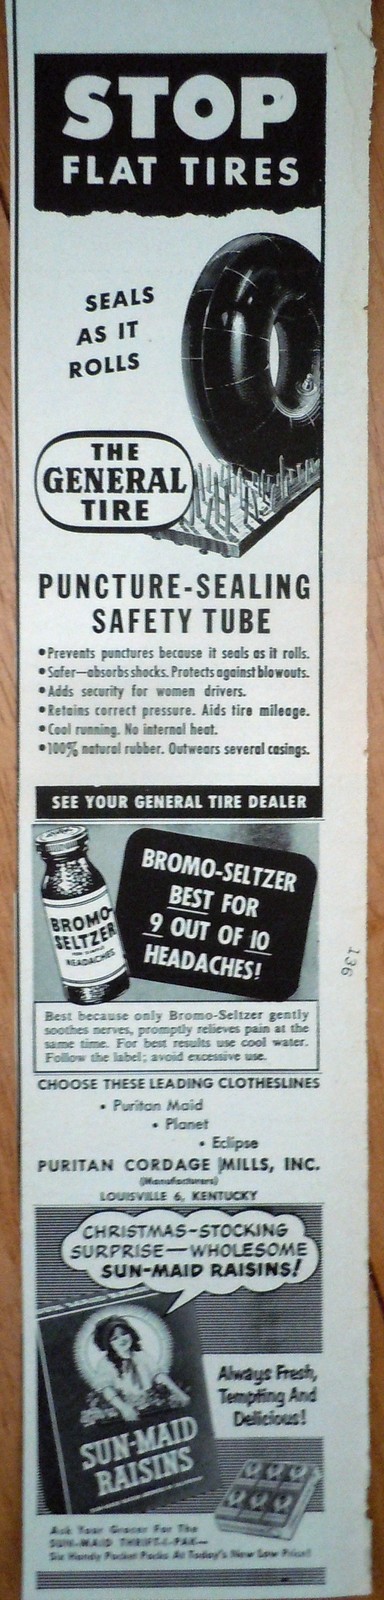 STOP
FLAT TIRES
SEALS
AS IT
ROLLS
THE
GENERAL
TIRE
PUNCTURE-SEALING
SAFETY TUBE
•Prevents punctures because it seals as it rolls.
•Safer—absorbs shocks. Protects against blowouts.
•Adds security for women drivers.
•Retains correct pressure. Aids tire mileage.
•Cool running. No internal heat.
•100% natural rubber. Outwears several casings.
SEE YOUR GENERAL TIRE DEALER
BROMO-SELTZER
BEST FOR
9 OUT OF 10
HEADACHES!
BROMO-
SELTZER
HEADACHES
136
Best because only Bromo-Seltzer gently
soothes nerves, promptly relieves pain at the
same time. For best results use cool water.
Follow the label; avoid excessive use.
CHOOSE THESE LEADING CLOTHESLINES
• Puritan Maid
• Planet
• Eclipse
PURITAN CORDAGE MILLS, INC.
(Manufacturers)
LOUISVILLE 6, KENTUCKY
CHRISTMAS-STOCKING
SURPRISE—WHOLESOME
SUN-MAID RAISINS!
SUN-MAID
RAISINS
Always Fresh,
Tempting And
Delicious!
Ask Your Grocer For The
SUN-MAID THRIFT-I-PAK—
Six Handy Pocket Packs At Today's New Low Price!